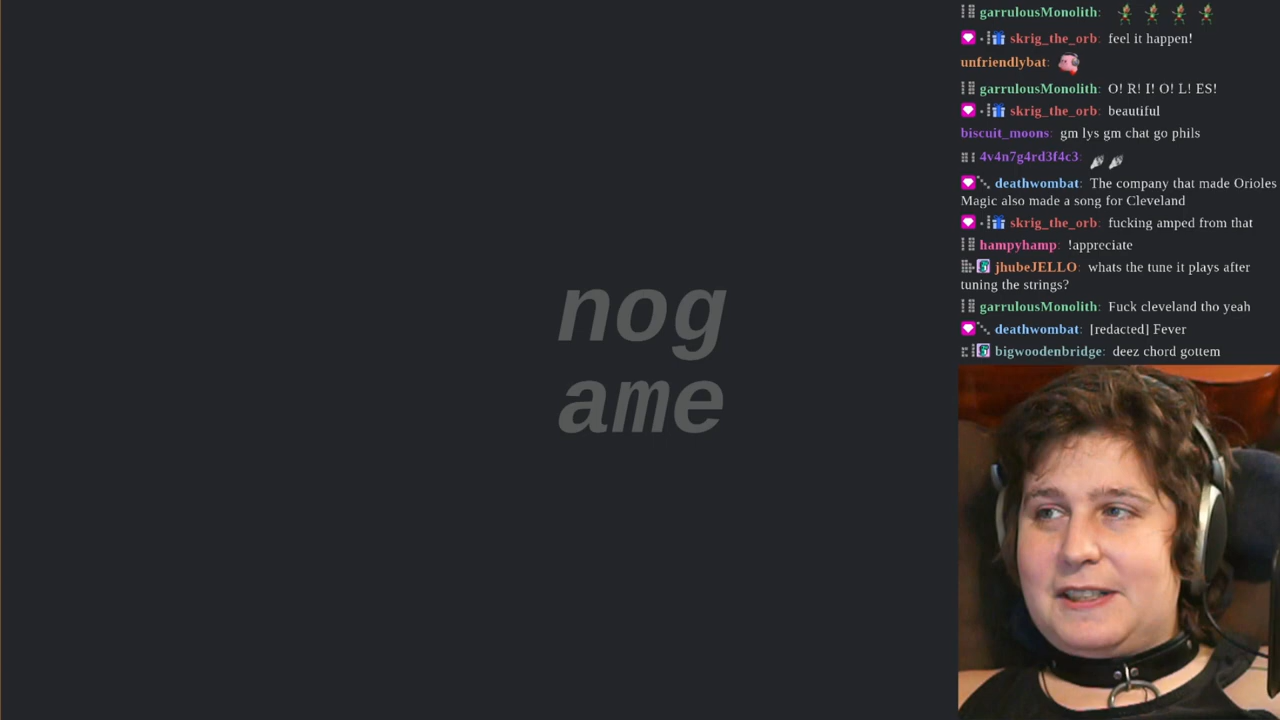 garrulousMonolith:
skrig_the_orb: feel it happen!
unfriendlybat:
garrulousMonolith: O! R! I! O! L! ES!
skrig_the_orb: beautiful
biscuit_moons: gm lys gm chat go phils
4v4n7g4rd3f4c3:
deathwombat: The company that made Orioles
Magic also made a song for Cleveland
skrig_the_orb: fucking amped from that
hampyhamp: !appreciate
jhubeJELLO: whats the tune it plays after
tuning the strings?
garrulousMonolith: Fuck cleveland tho yeah
deathwombat: [redacted] Fever
bigwoodenbridge: deez chord gottem
nog
ame